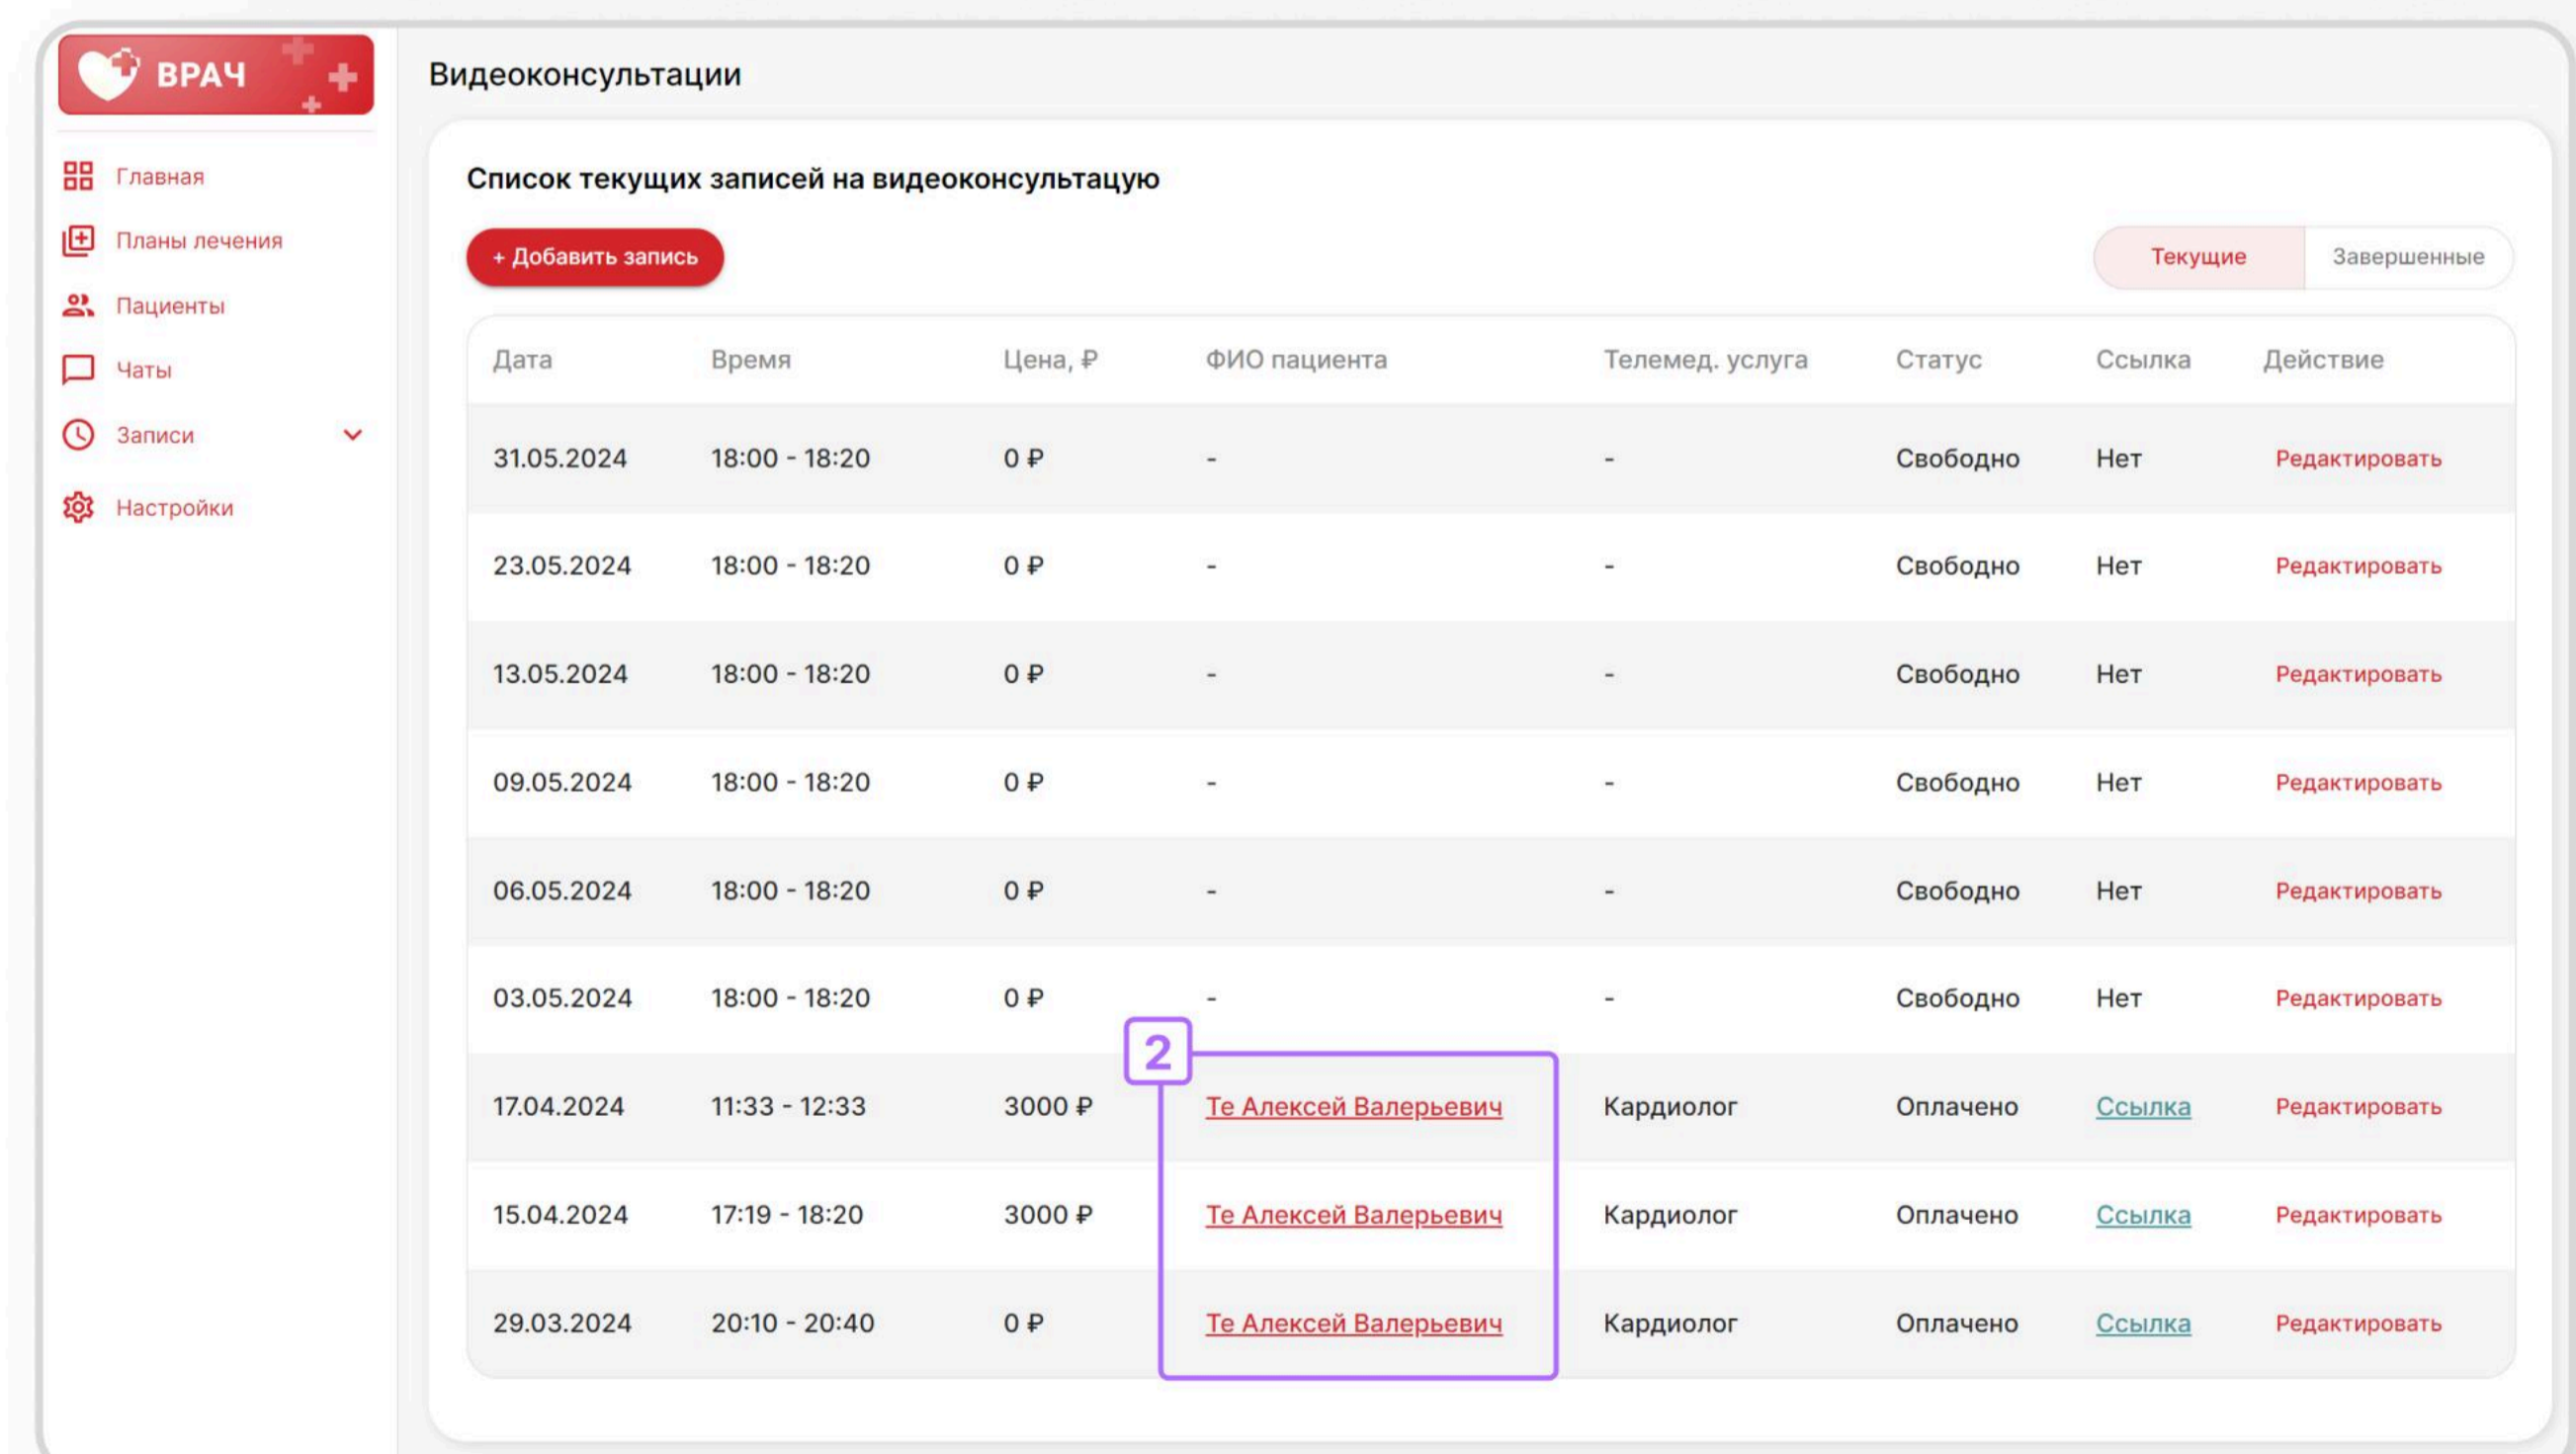 ВРАЧ
Видеоконсультации
Главная
Планы лечения
Пациенты
Чаты
Записи
Настройки
Список текущих записей на видеоконсультацую
+ Добавить запись
Текущие Завершенные
Дата Время Цена, ₽ ФИО пациента Телемед. услуга Статус Ссылка Действие
31.05.2024 18:00 - 18:20 0 ₽ - - Свободно Нет Редактировать
23.05.2024 18:00 - 18:20 0 ₽ - - Свободно Нет Редактировать
13.05.2024 18:00 - 18:20 0 ₽ - - Свободно Нет Редактировать
09.05.2024 18:00 - 18:20 0 ₽ - - Свободно Нет Редактировать
06.05.2024 18:00 - 18:20 0 ₽ - - Свободно Нет Редактировать
03.05.2024 18:00 - 18:20 0 ₽ - - Свободно Нет Редактировать
2
17.04.2024 11:33 - 12:33 3000 ₽ Те Алексей Валерьевич Кардиолог Оплачено Ссылка Редактировать
15.04.2024 17:19 - 18:20 3000 ₽ Те Алексей Валерьевич Кардиолог Оплачено Ссылка Редактировать
29.03.2024 20:10 - 20:40 0 ₽ Те Алексей Валерьевич Кардиолог Оплачено Ссылка Редактировать